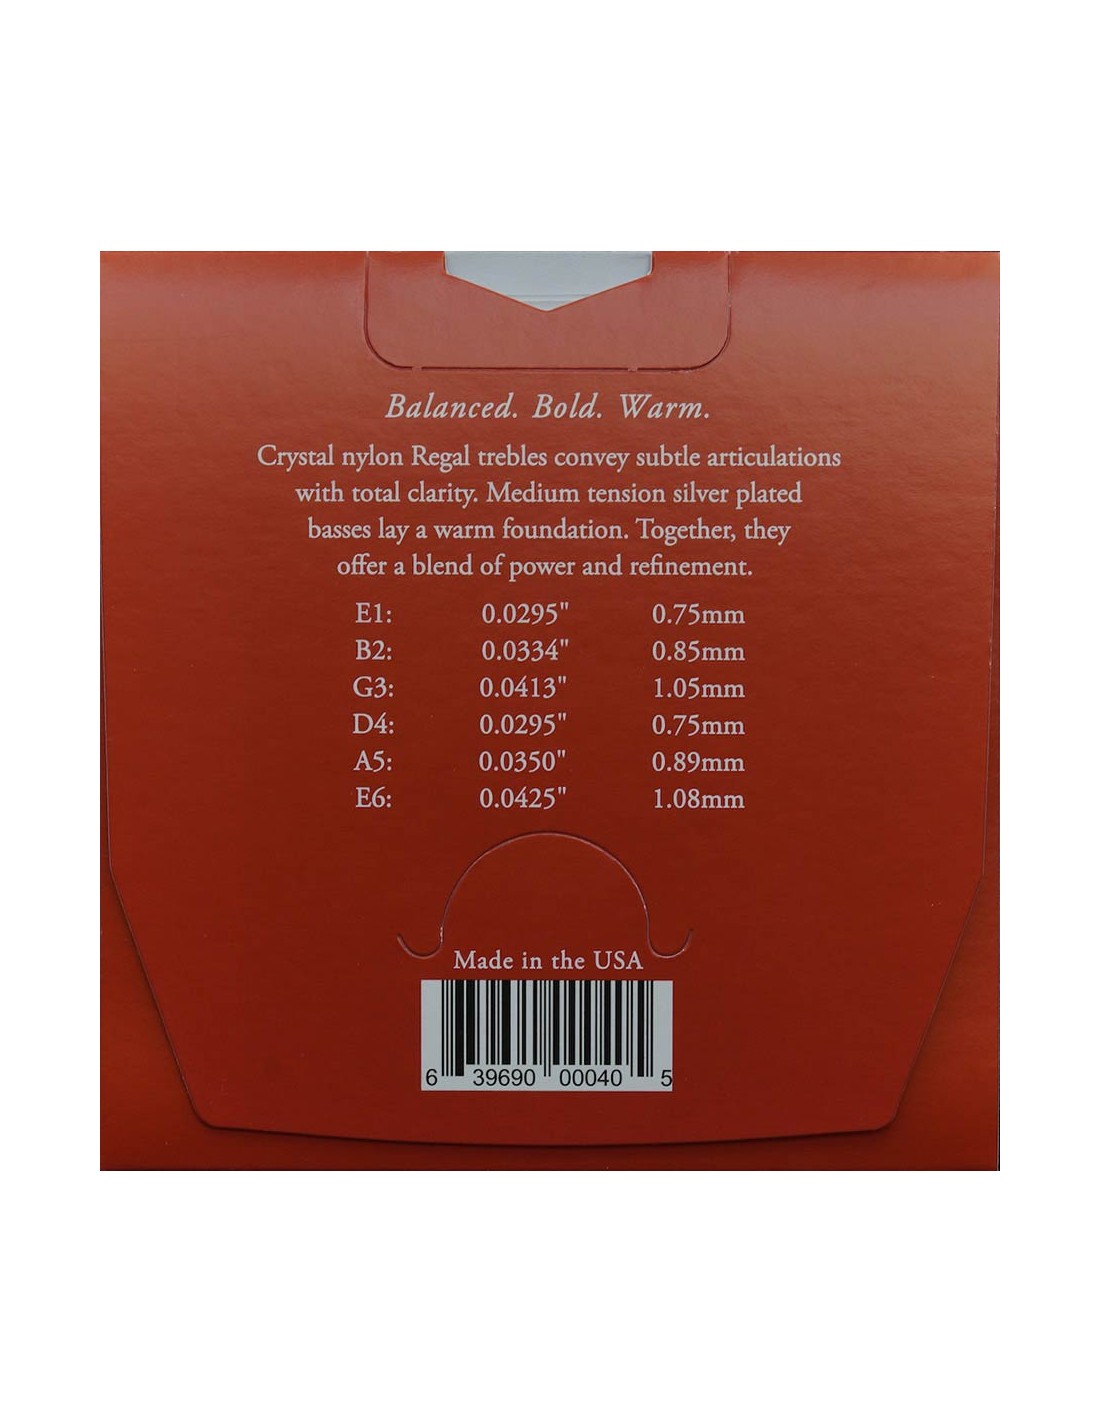 Balanced. Bold. Warm.
Crystal nylon Regal trebles convey subtle articulations
with total clarity. Medium tension silver plated
basses lay a warm foundation. Together, they
offer a blend of power and refinement.
E1: 0.0295" 0.75mm
B2: 0.0334" 0.85mm
G3: 0.0413" 1.05mm
D4: 0.0295" 0.75mm
A5: 0.0350" 0.89mm
E6: 0.0425" 1.08mm
Made in the USA
6 39690 00040 5